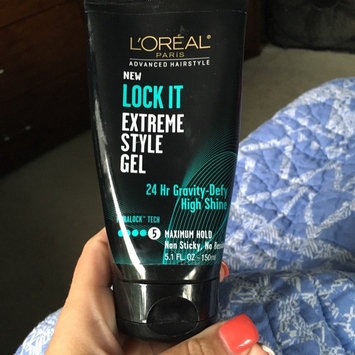 L'ORÉAL
PARIS
ADVANCED HAIRSTYLE
NEW
LOCK IT
EXTREME
STYLE
GEL
24 Hr Gravity-Defy
High Shine
TECH
5 MAXIMUM HOLD
Non Sticky, No
5.1 FL. OZ - 150ml